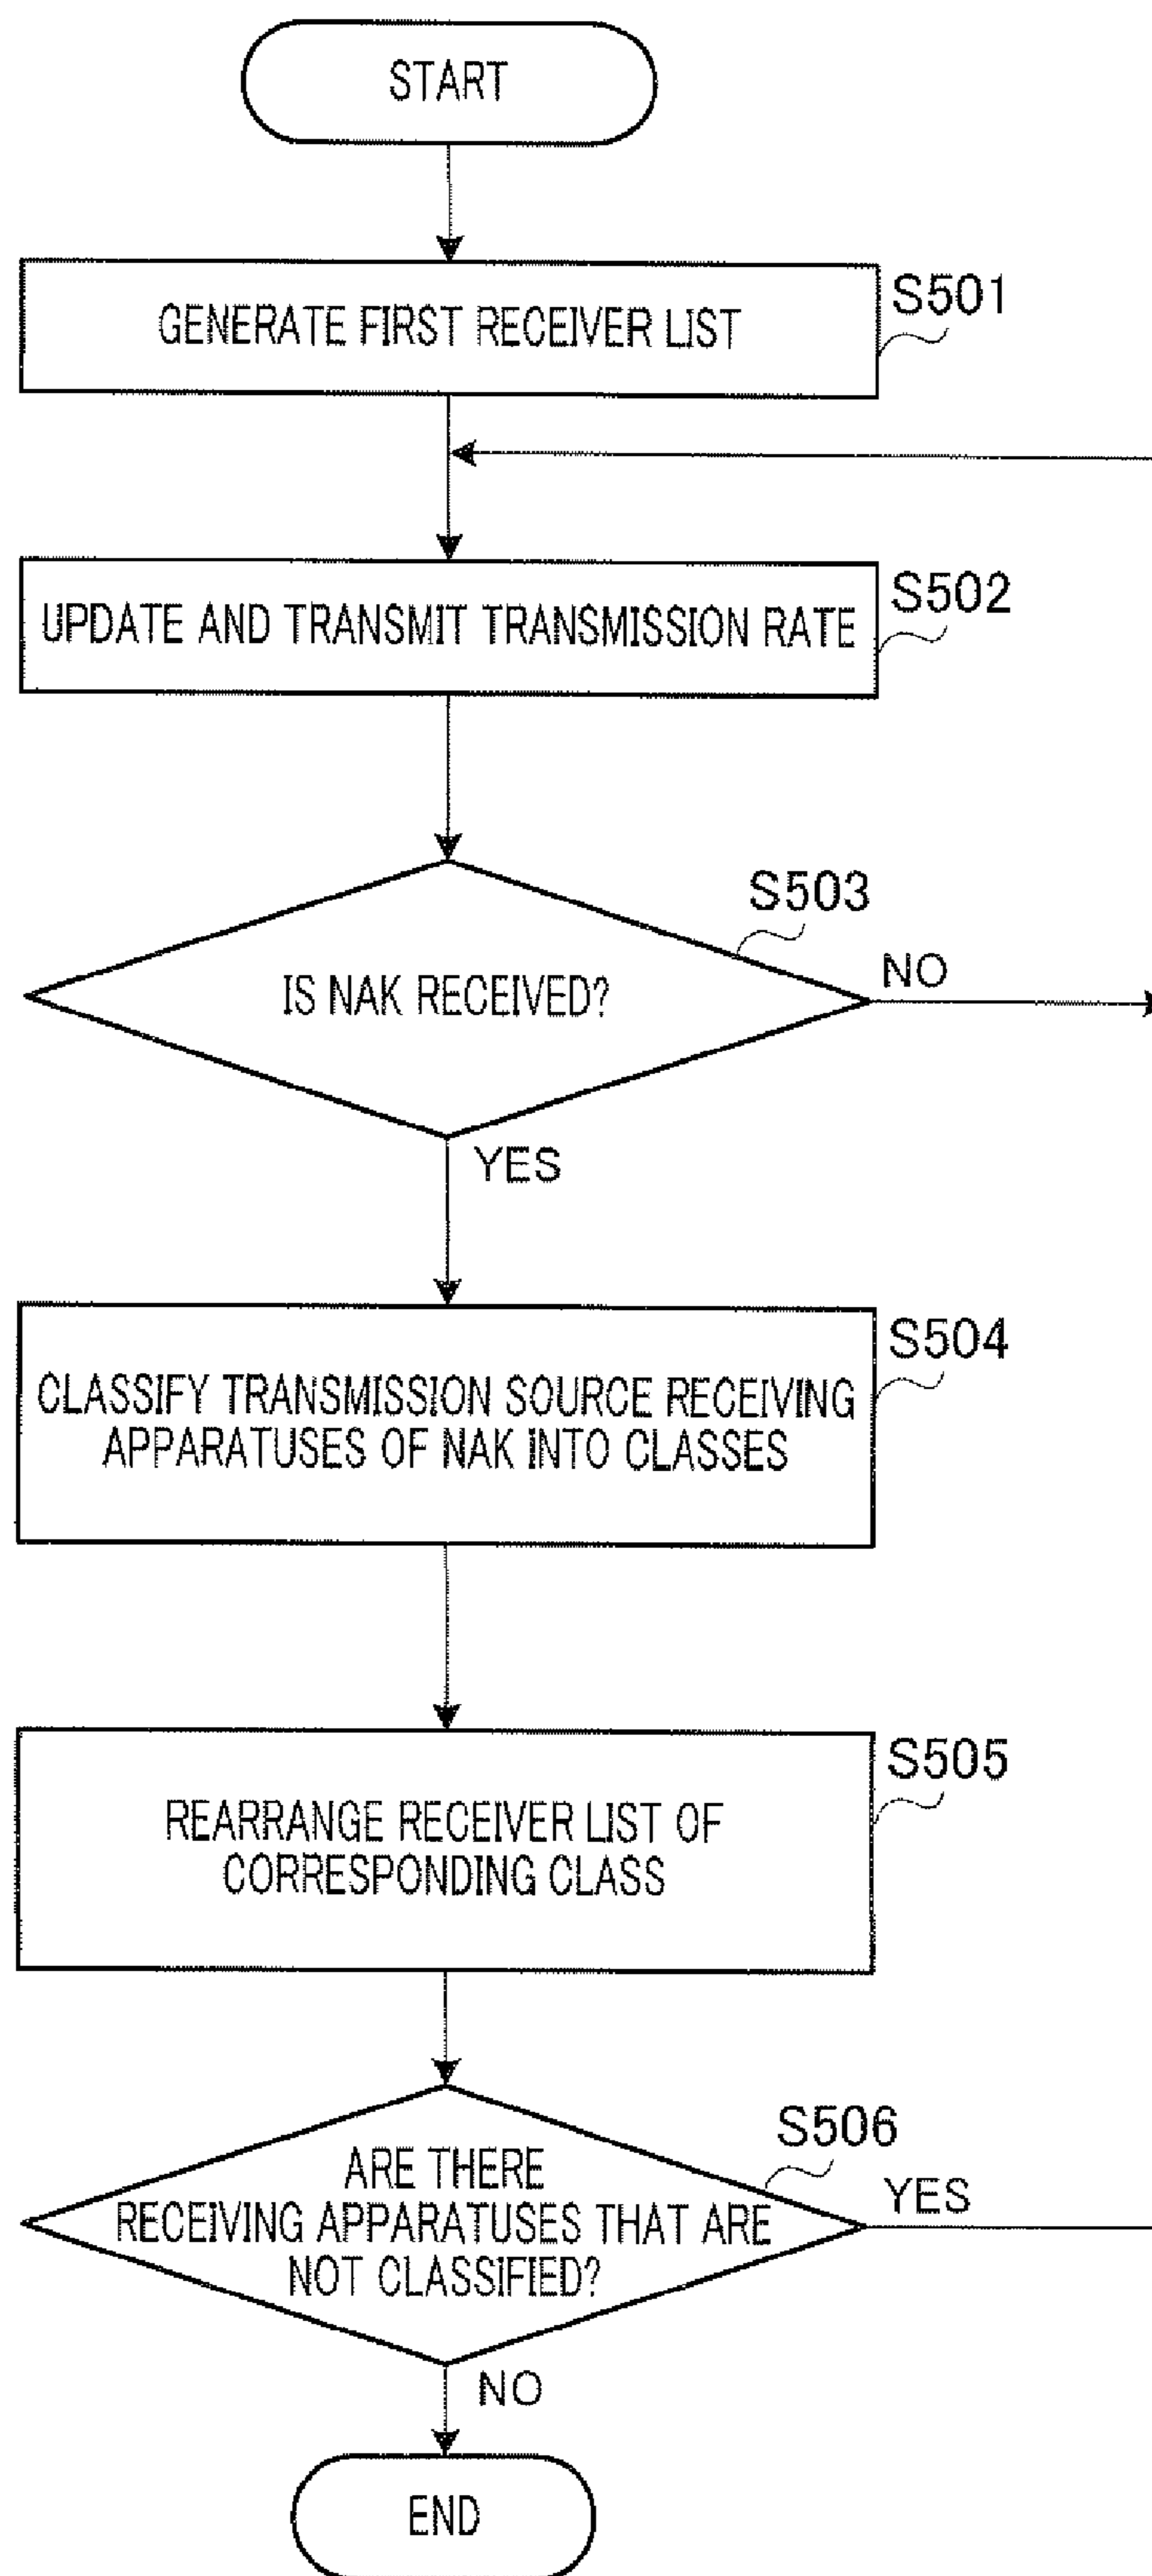 START
GENERATE FIRST RECEIVER LIST
S501
UPDATE AND TRANSMIT TRANSMISSION RATE
S502
S503
IS NAK RECEIVED?
NO
YES
S504
CLASSIFY TRANSMISSION SOURCE RECEIVING
APPARATUSES OF NAK INTO CLASSES
S505
REARRANGE RECEIVER LIST OF
CORRESPONDING CLASS
S506
ARE THERE
RECEIVING APPARATUSES THAT ARE
NOT CLASSIFIED?
YES
NO
END